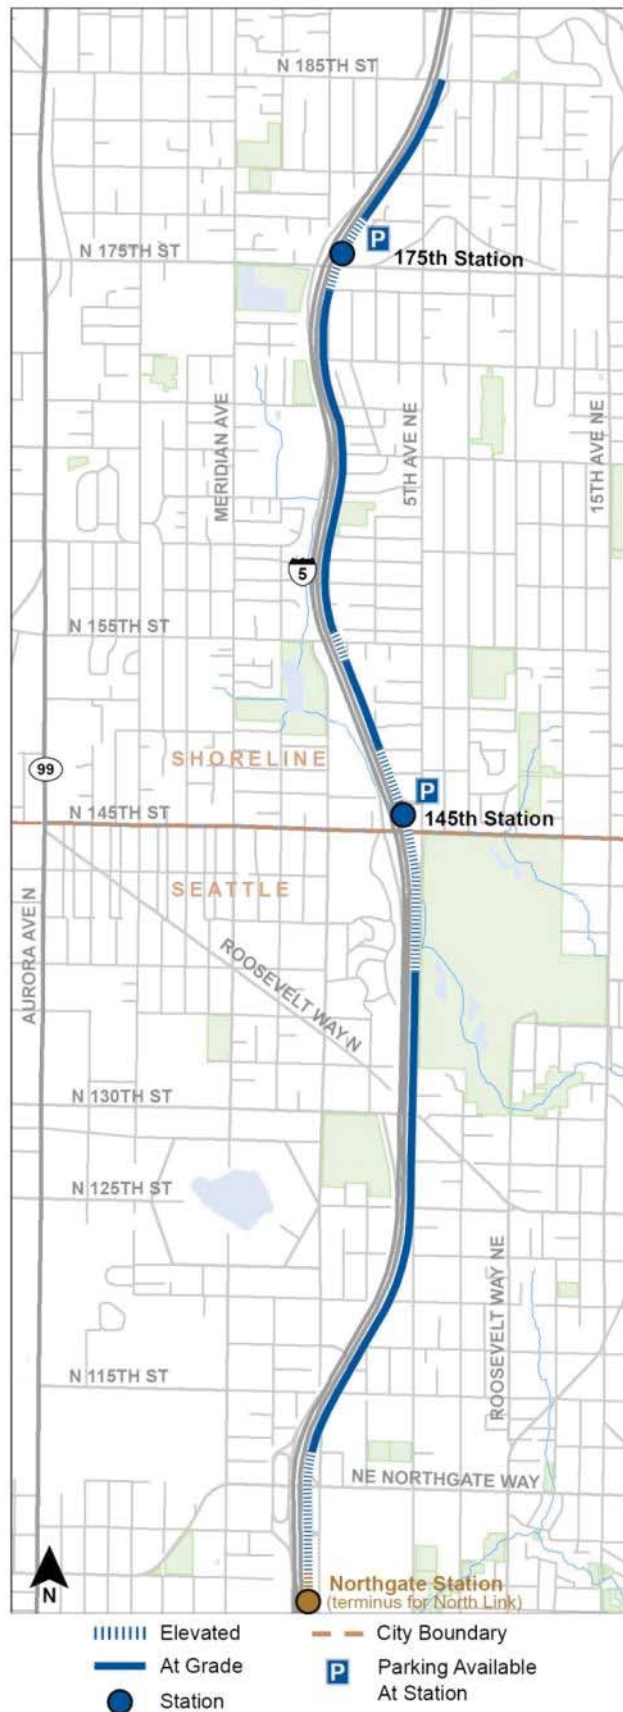 N 185TH ST
P
N 175TH ST
175th Station
MERIDIAN AVE
5TH AVE NE
15TH AVE NE
5
N 155TH ST
SHORELINE
99
P
N 145TH ST
145th Station
SEATTLE
AURORA AVE N
ROOSEVELT WAY N
N 130TH ST
N 125TH ST
ROOSEVELT WAY NE
N 115TH ST
NE NORTHGATE WAY
N
Northgate Station
(terminus for North Link)
Elevated
City Boundary
At Grade
P
Parking Available
At Station
Station